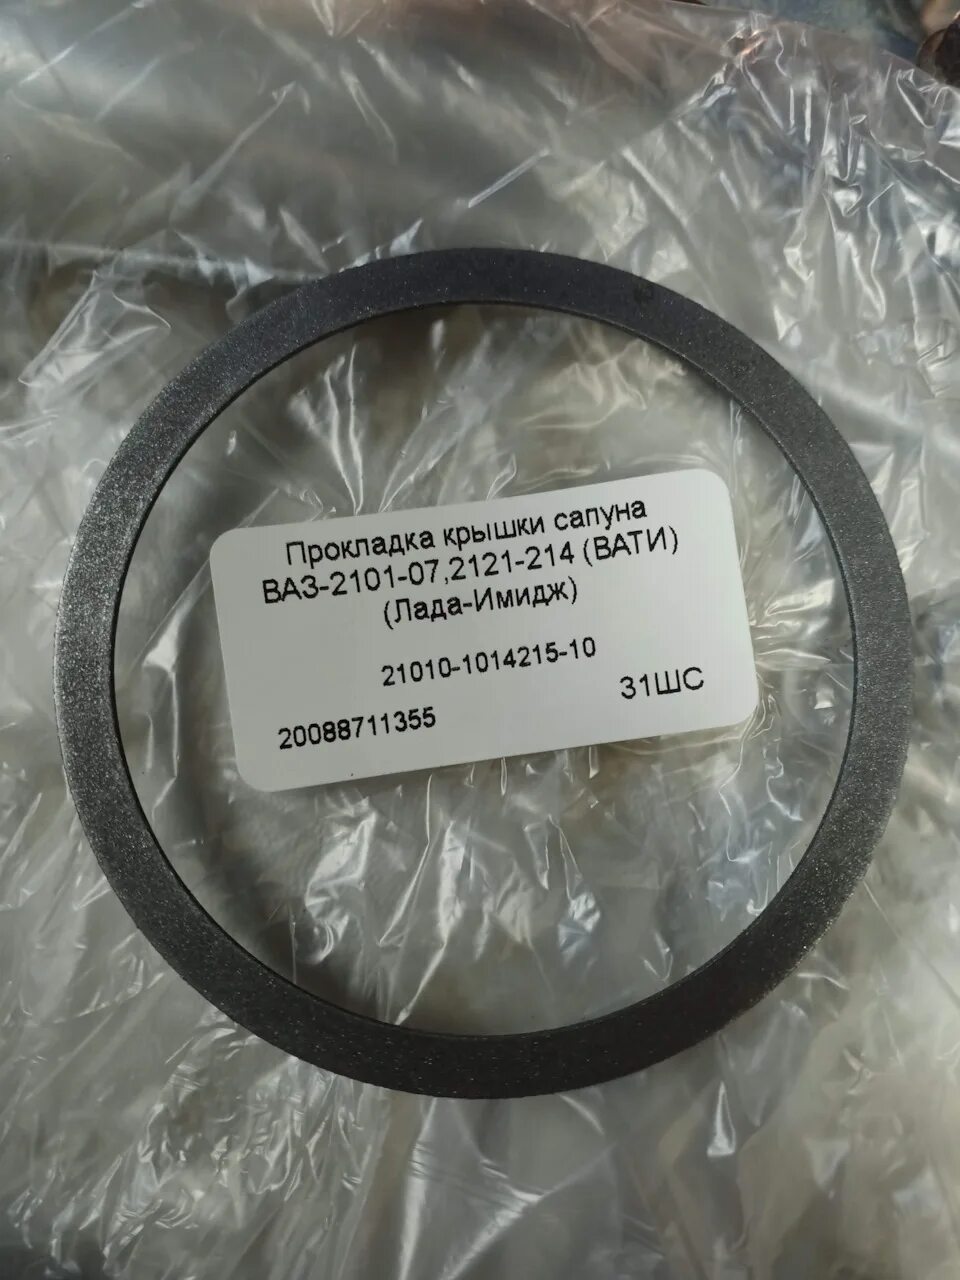 Прокладка крышки сапуна
ВАЗ-2101-07,2121-214 (ВАТИ)
(Лада-Имидж)
21010-1014215-10
31ШС
20088711355